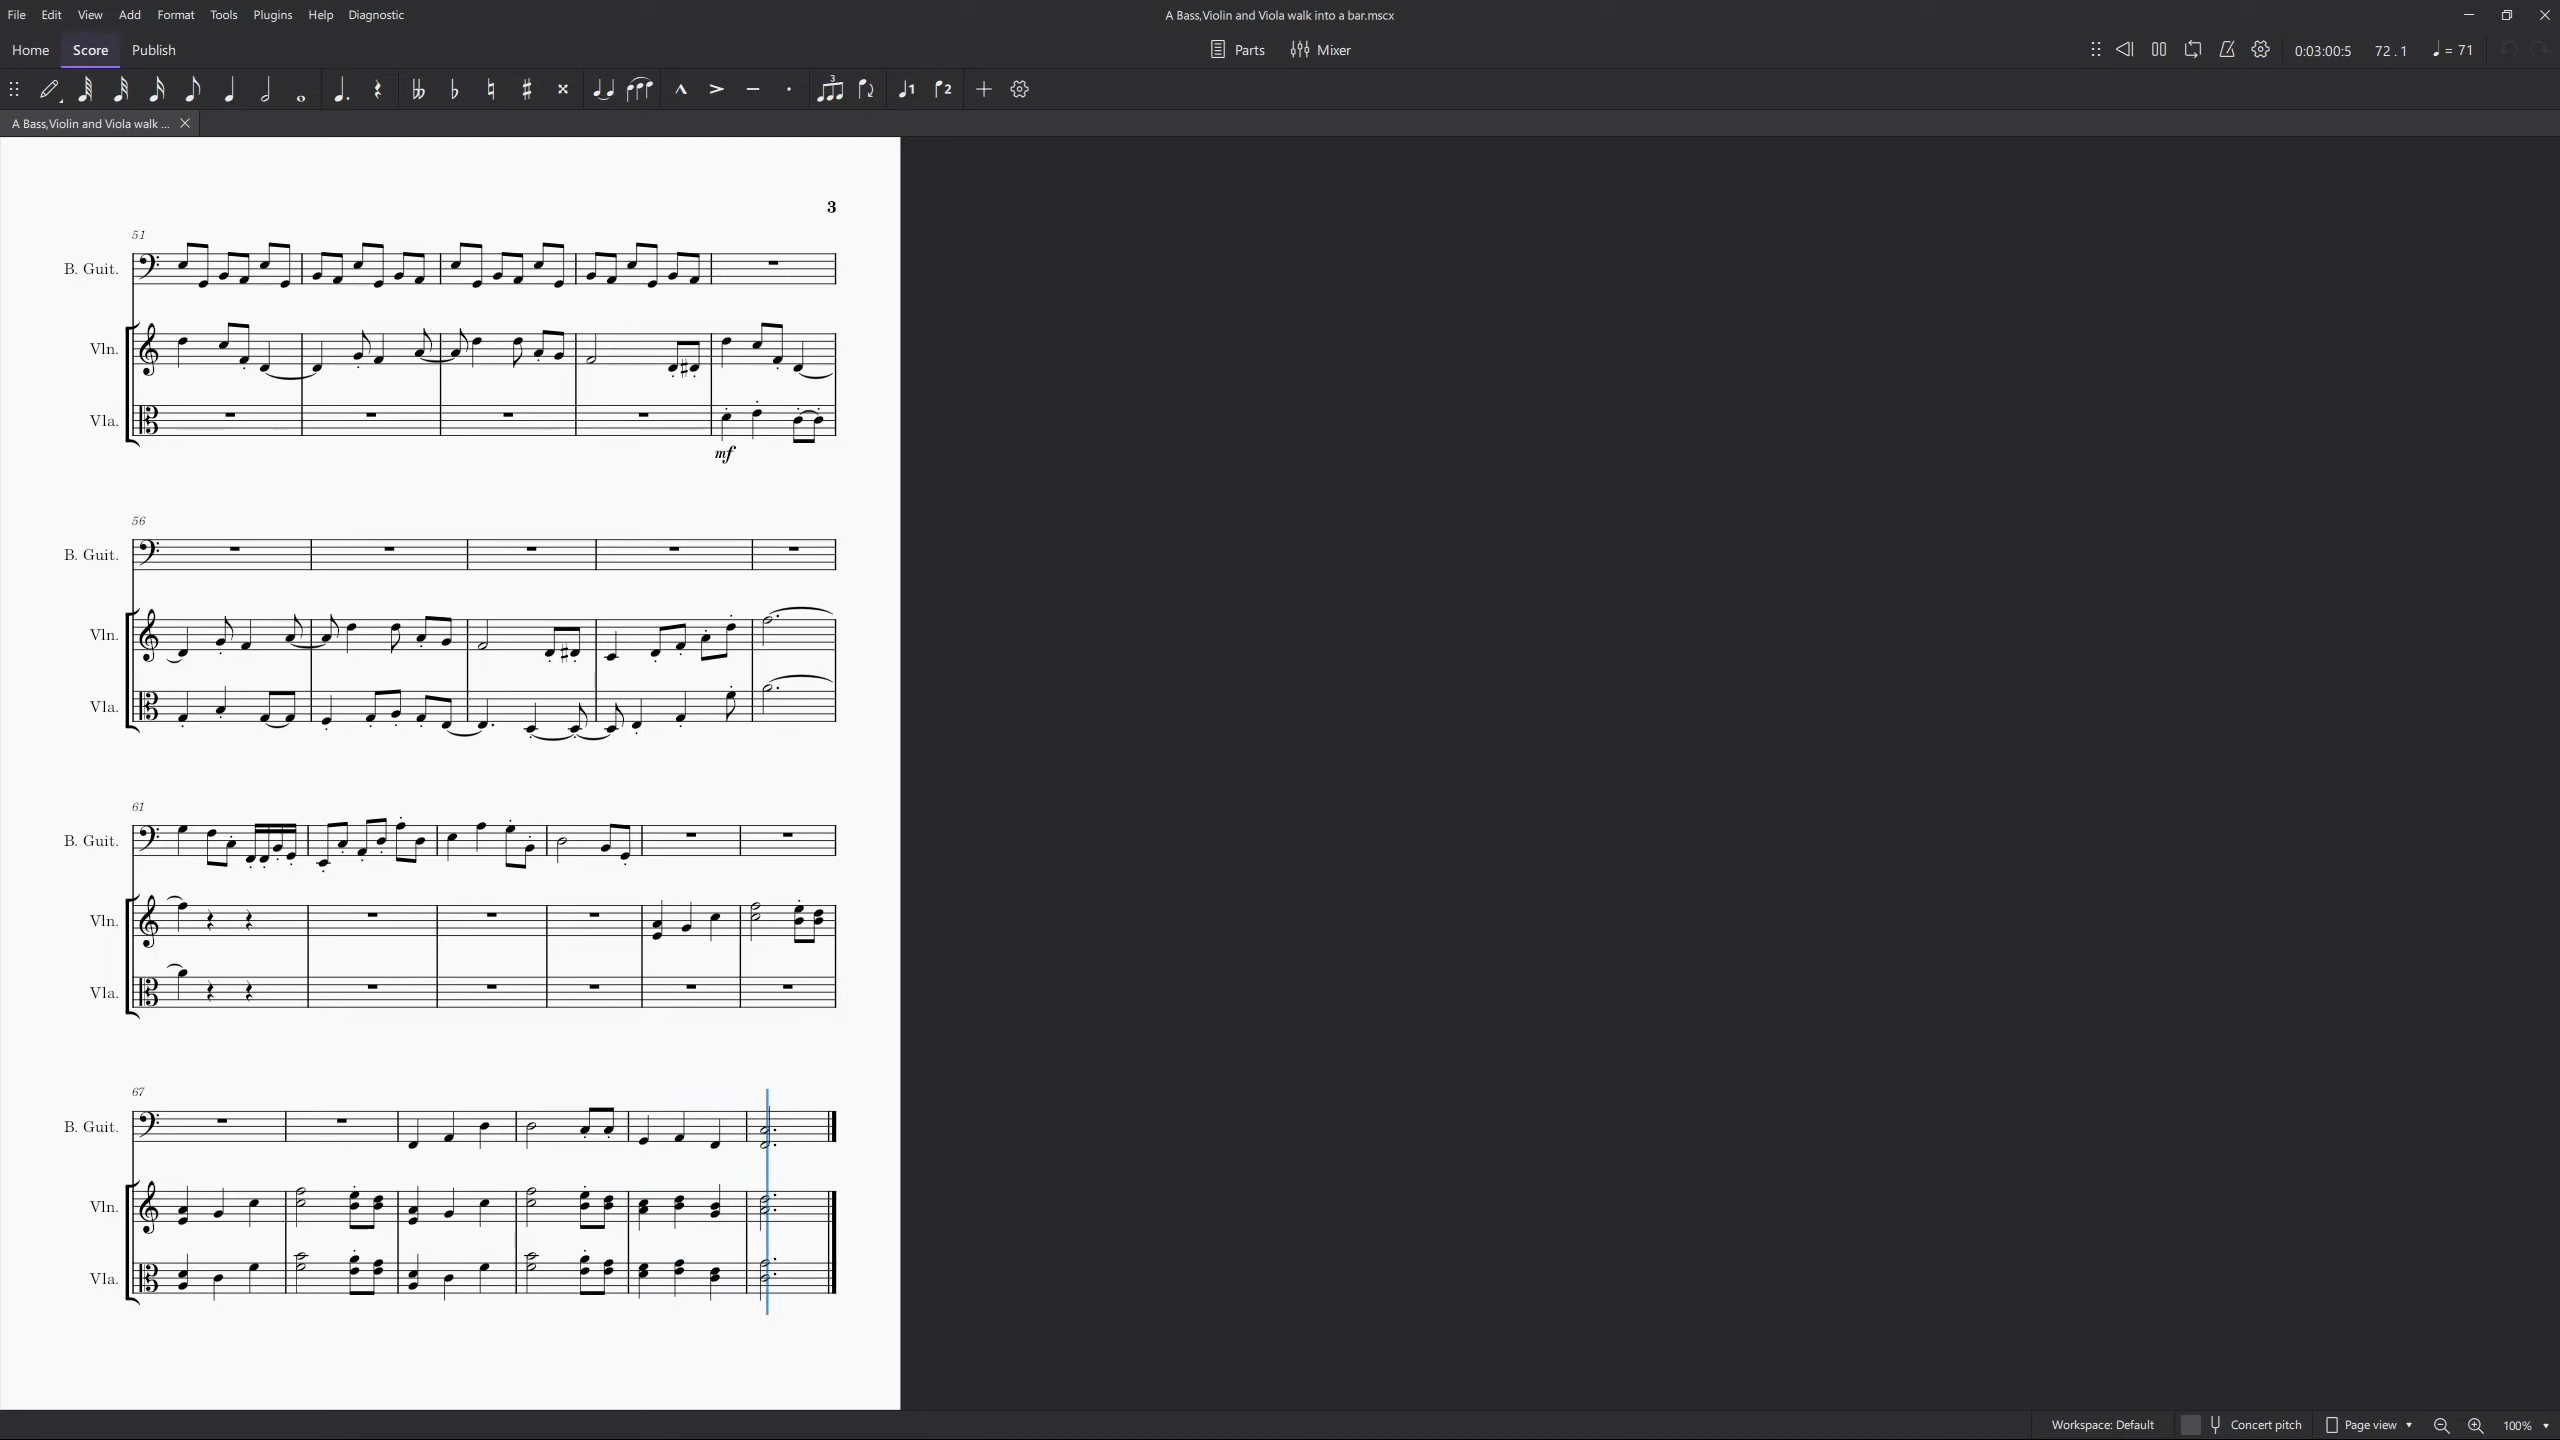 File Edit View Add Format Tools Plugins Help Diagnostic
A Bass,Violin and Viola walk into a bar.mscx
Home Score Publish
Parts Mixer
0:03:00:5 72 . 1 = 71
3
1 2
A Bass,Violin and Viola walk ...
3
51
B. Guit.
Vln.
Vla.
mf
56
B. Guit.
Vln.
Vla.
61
B. Guit.
Vln.
Vla.
67
B. Guit.
Vln.
Vla.
Workspace: Default Concert pitch Page view 100%